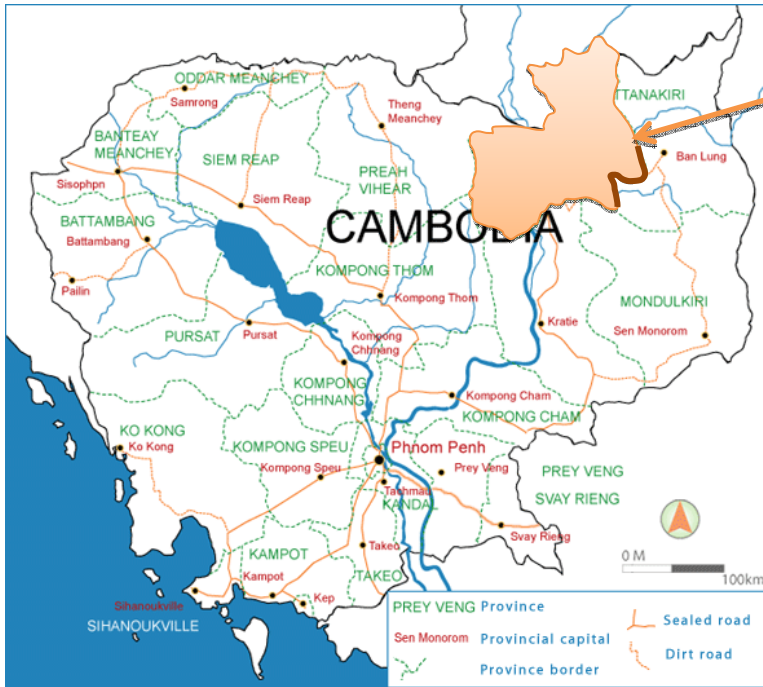 ODDAR MEANCHEY
Samrong
Theng
Meanchey
TTANAKIRI
BANTEAY
MEANCHEY
SIEM REAP
PREAH
VIHEAR
Ban Lung
Sisophpn
Siem Reap
BATTAMBANG
Battambang
CAMBODIA
KOMPONG THOM
Pailin
Kompong Thom
MONDULKIRI
PURSAT
Pursat
Kompong
Chhnang
Kratie
Sen Monorom
KOMPONG
CHHNANG
Kompong Cham
KOMPONG CHAM
KO KONG
Ko Kong
KOMPONG SPEU
Phnom Penh
Kompong Speu
Prey Veng
PREY VENG
Tachmau
KANDAL
SVAY RIENG
Svay Rieng
KAMPOT
Takeo
TAKEO
Kampot
Kep
Sihanoukville
SIHANOUKVILLE
0 M
100km
PREY VENG Province
Sen Monorom Provincial capital
Province border
Sealed road
Dirt road